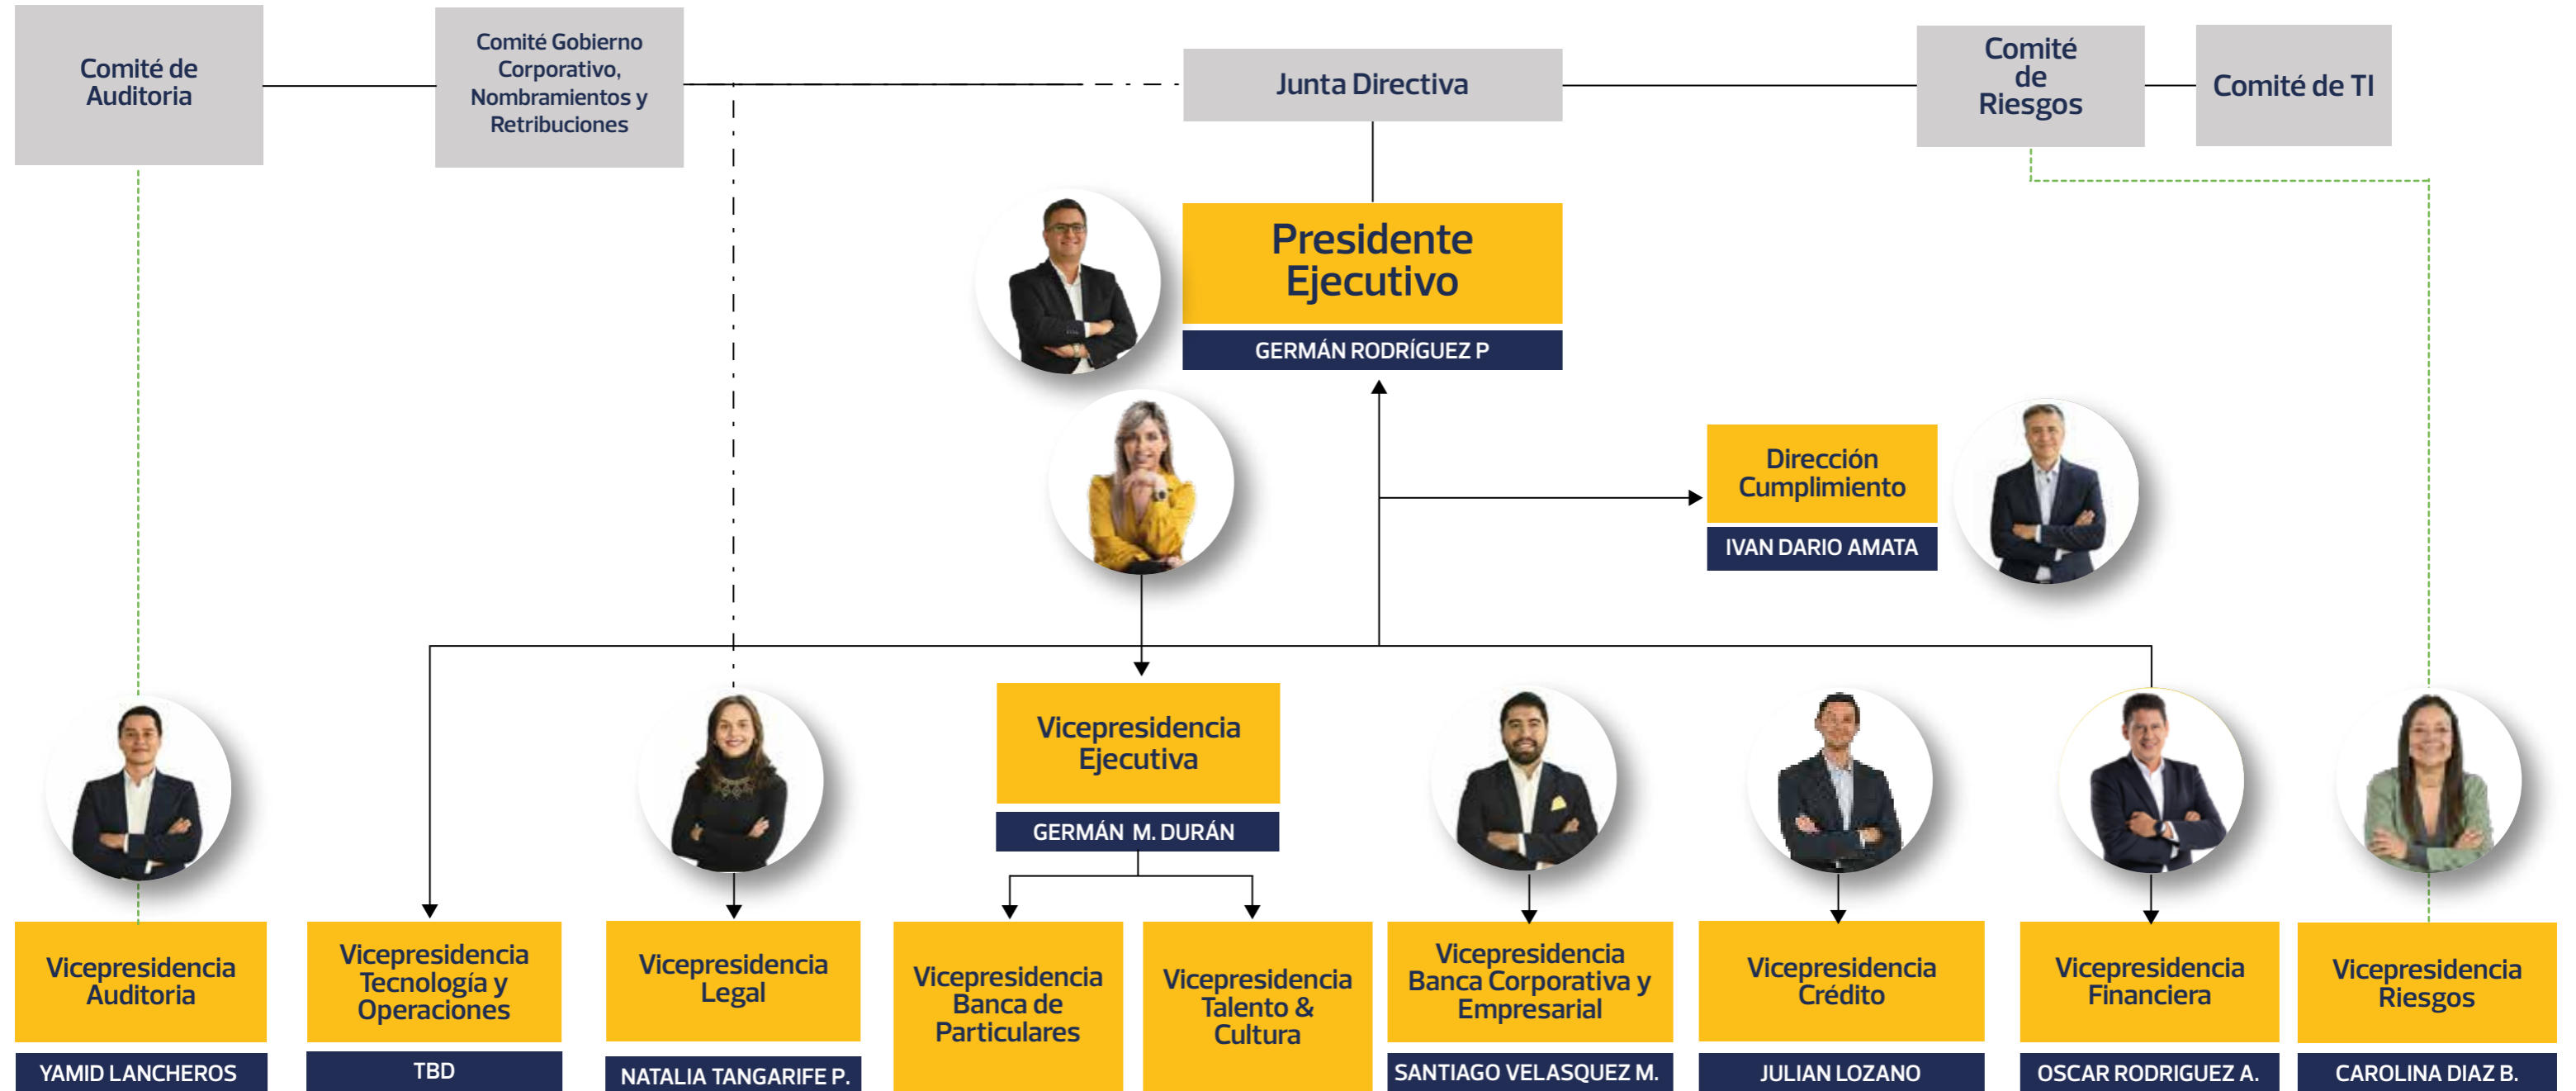 Comité de
Auditoria
Comité Gobierno
Corporativo,
Nombramientos y
Retribuciones
Junta Directiva
Comité
de
Riesgos
Comité de TI
Presidente
Ejecutivo
GERMÁN RODRÍGUEZ P
Dirección
Cumplimiento
IVAN DARIO AMATA
Vicepresidencia
Ejecutiva
GERMÁN M. DURÁN
Vicepresidencia
Auditoria
YAMID LANCHEROS
Vicepresidencia
Tecnología y
Operaciones
TBD
Vicepresidencia
Legal
NATALIA TANGARIFE P.
Vicepresidencia
Banca de
Particulares
Vicepresidencia
Talento &
Cultura
Vicepresidencia
Banca Corporativa y
Empresarial
SANTIAGO VELASQUEZ M.
Vicepresidencia
Crédito
JULIAN LOZANO
Vicepresidencia
Financiera
OSCAR RODRIGUEZ A.
Vicepresidencia
Riesgos
CAROLINA DIAZ B.